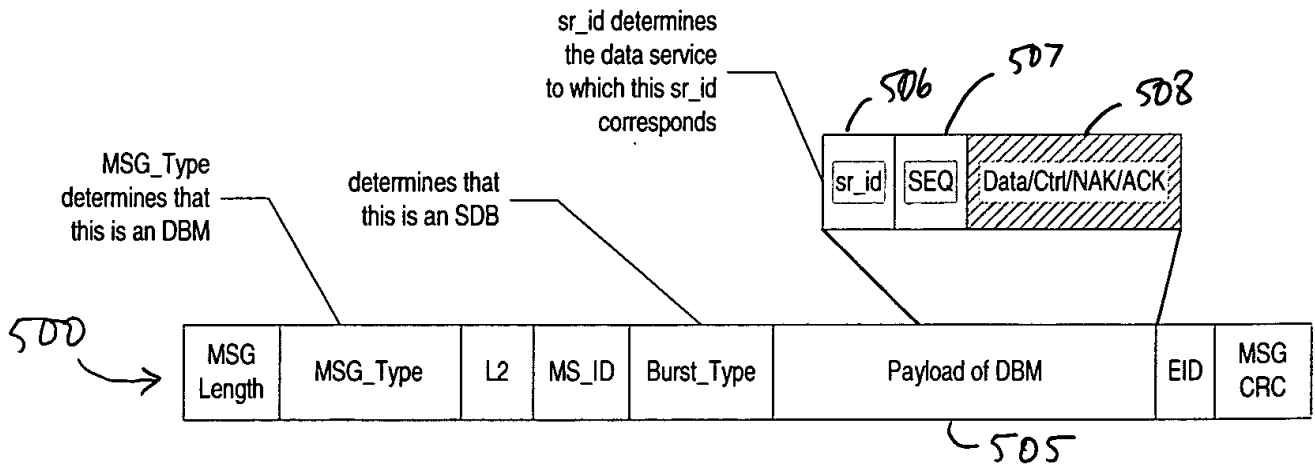 sr_id determines
the data service
to which this sr_id
corresponds
506
507
508
sr_id
SEQ
Data/Ctrl/NAK/ACK
MSG_Type
determines that
this is an DBM
determines that
this is an SDB
500
MSG
Length
MSG_Type
L2
MS_ID
Burst_Type
Payload of DBM
EID
MSG
CRC
505